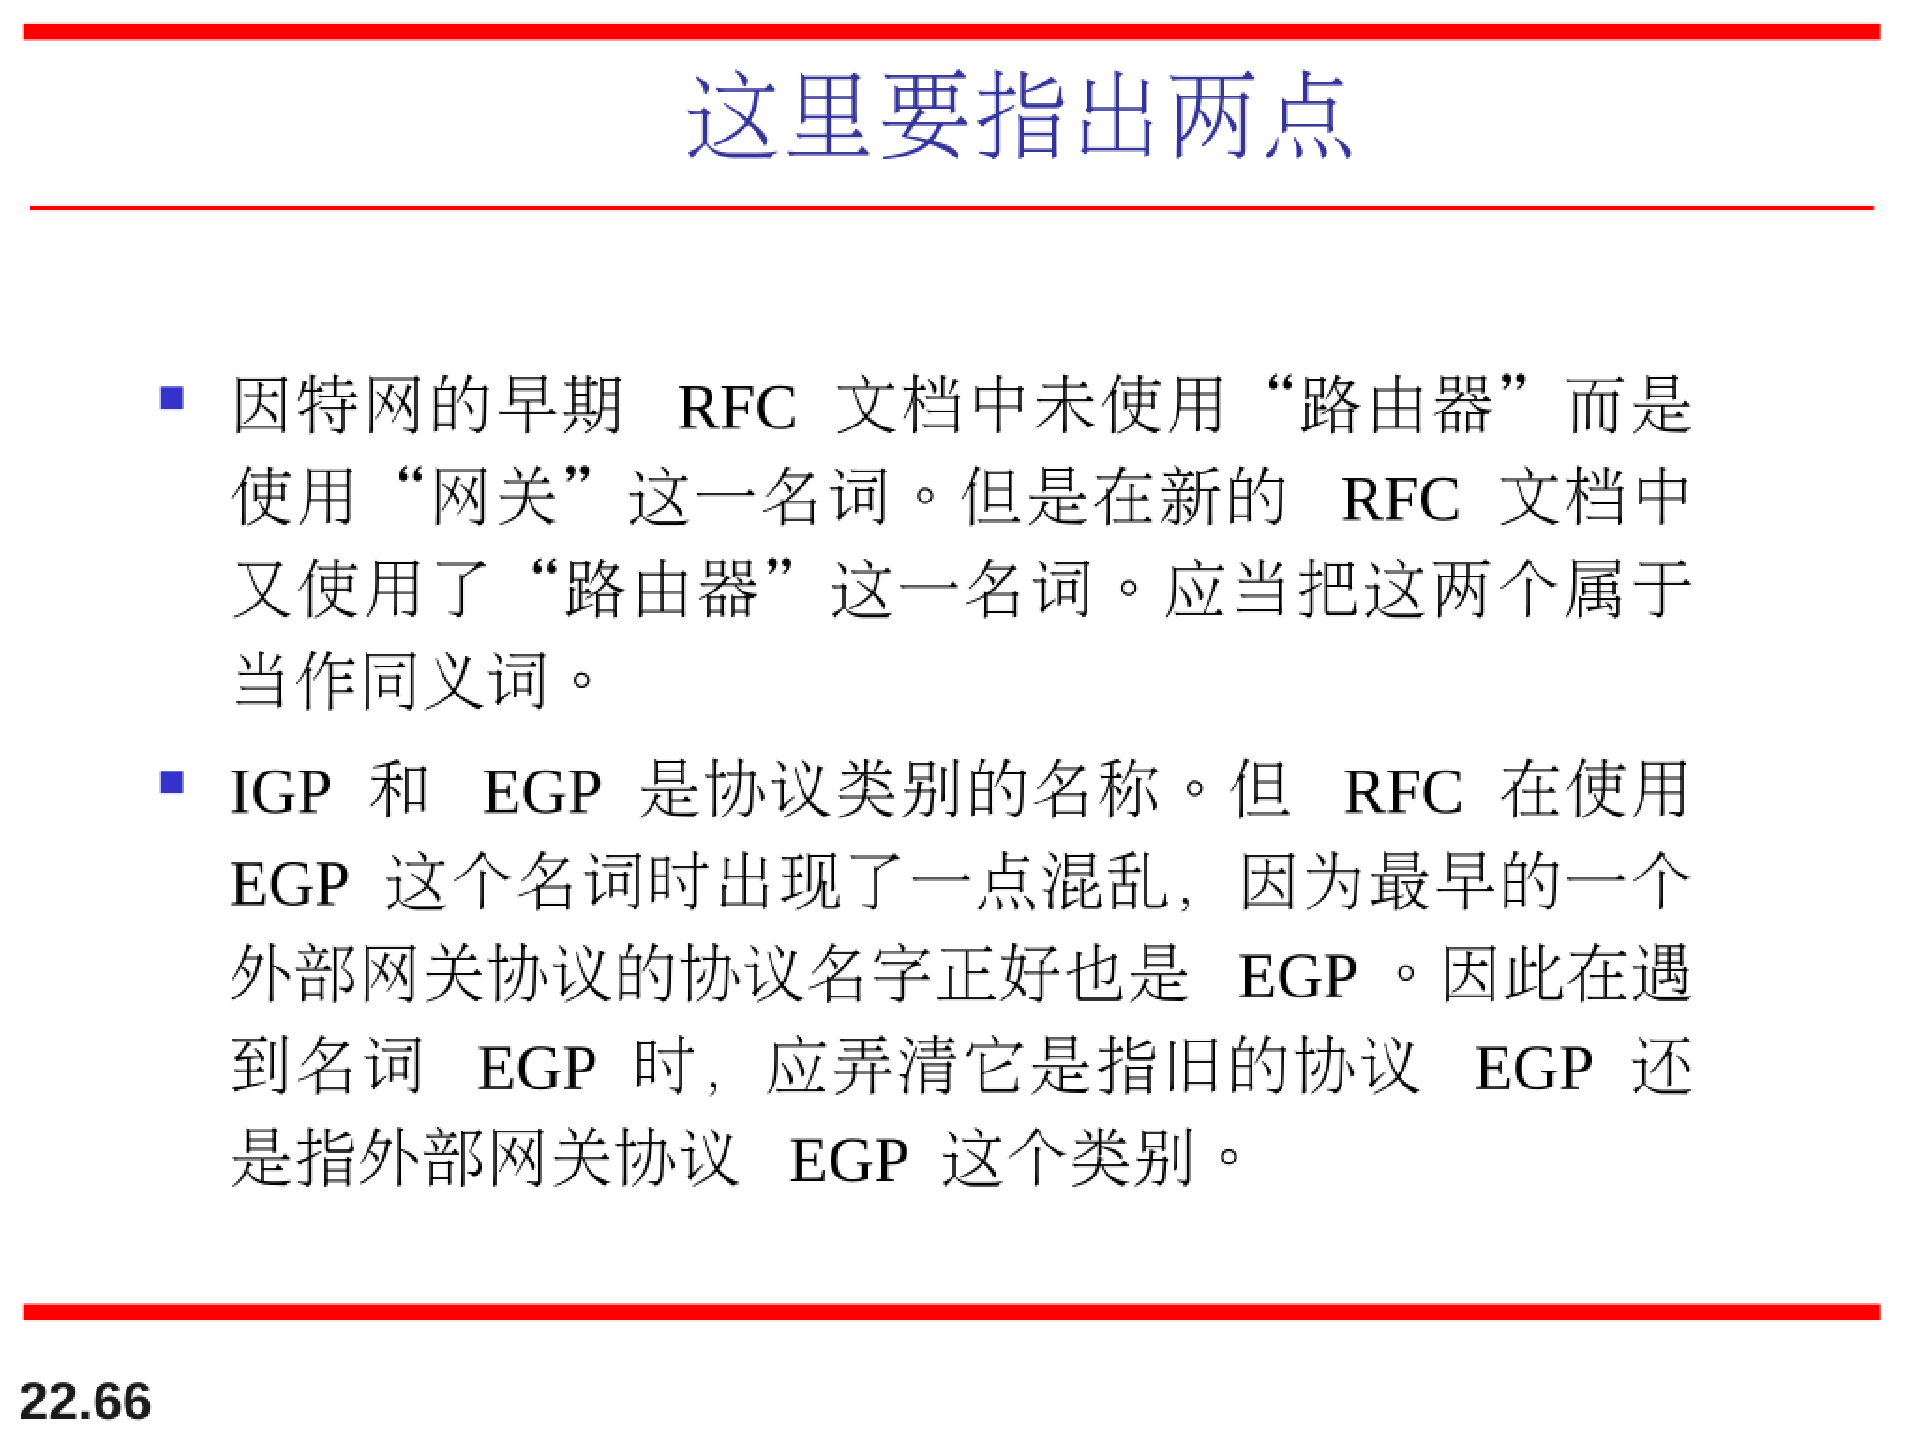 这里要指出两点
因特网的早期 RFC 文档中未使用“路由器”而是
使用“网关”这一名词。但是在新的 RFC 文档中
又使用了“路由器”这一名词。应当把这两个属于
当作同义词。
IGP 和 EGP 是协议类别的名称。但 RFC 在使用
EGP 这个名词时出现了一点混乱，因为最早的一个
外部网关协议的协议名字正好也是 EGP。因此在遇
到名词 EGP 时，应弄清它是指旧的协议 EGP 还
是指外部网关协议 EGP 这个类别。
22.66